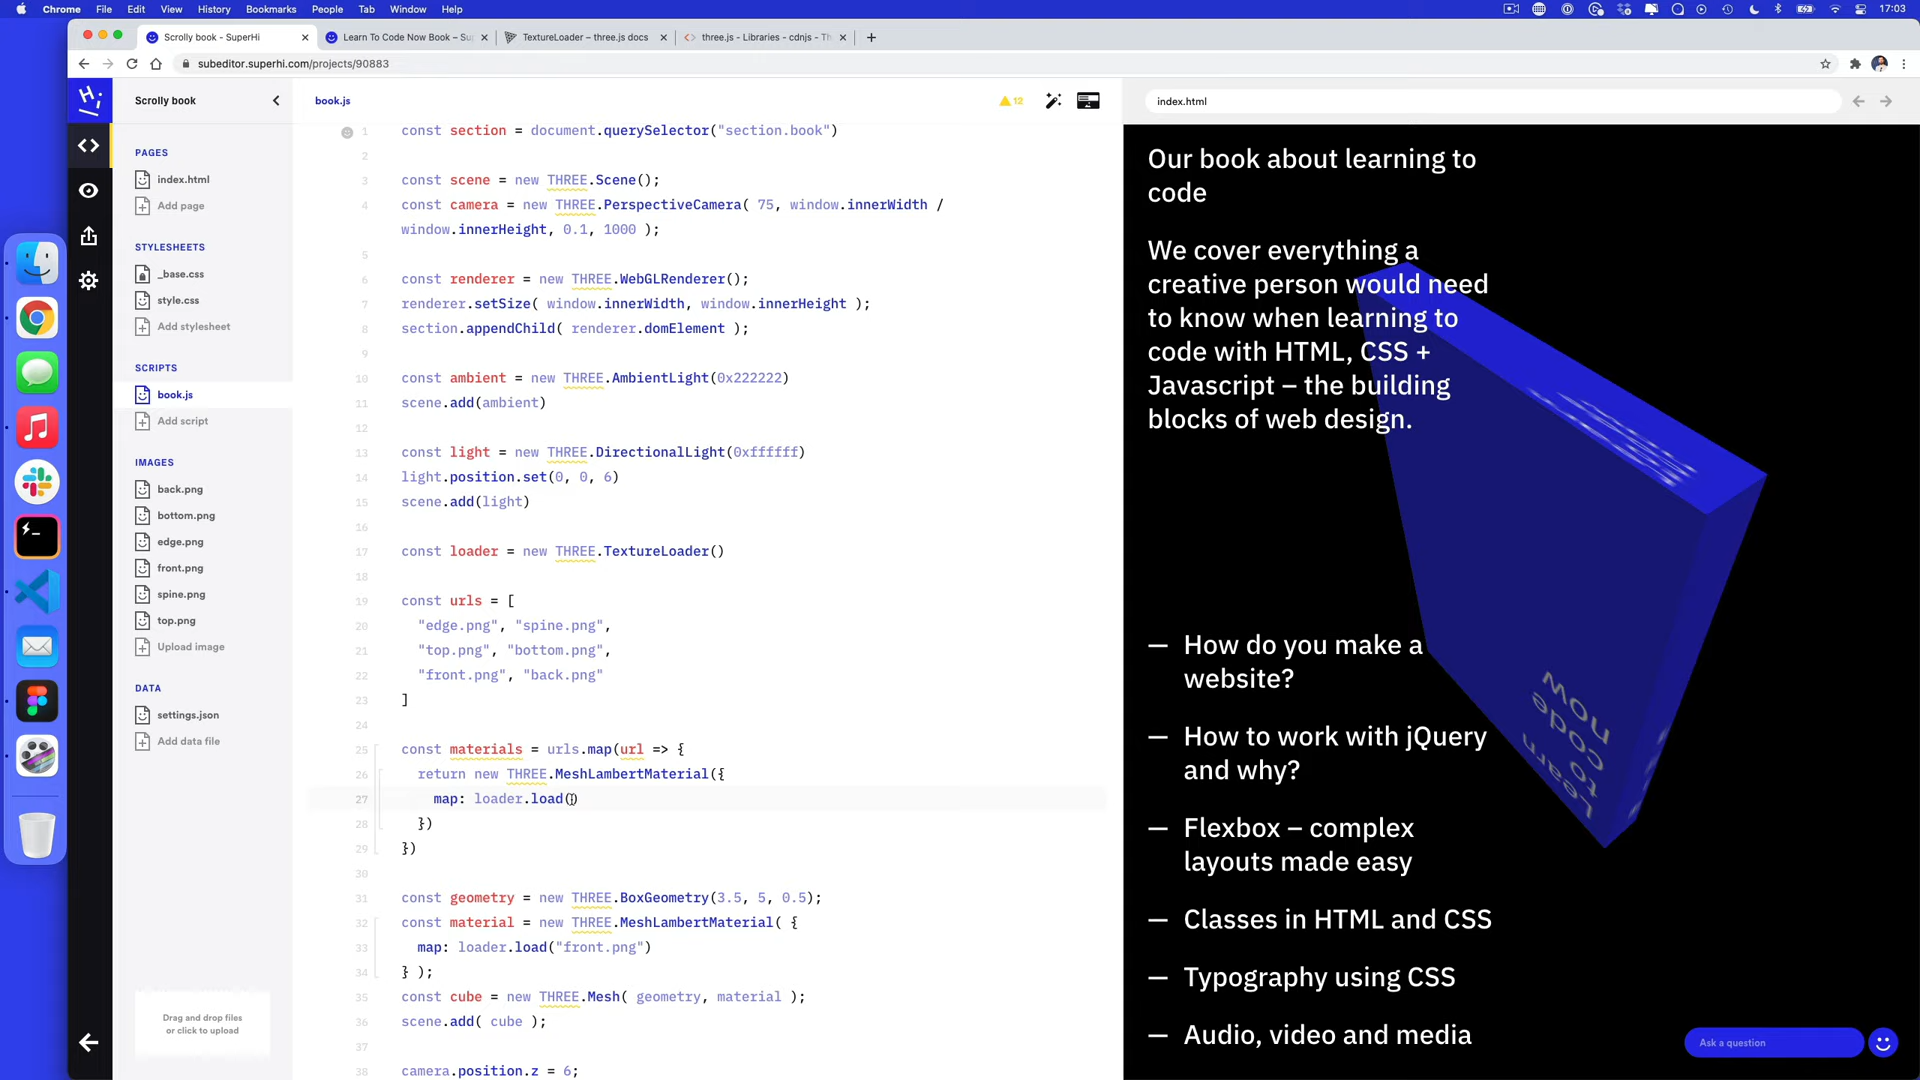 Chrome File Edit View History Bookmarks People Tab Window Help 17:03
Scrolly book - SuperHi
Learn To Code Now Book – Su
TextureLoader – three.js docs
three.js - Libraries - cdnjs - Th
subeditor.superhi.com/projects/90883
Hi
Scrolly book
book.js
12
index.html
PAGES
index.html
Add page
STYLESHEETS
_base.css
style.css
Add stylesheet
SCRIPTS
book.js
Add script
IMAGES
back.png
bottom.png
edge.png
front.png
spine.png
top.png
Upload image
DATA
settings.json
Add data file
Drag and drop files
or click to upload
1 const section = document.querySelector("section.book")
2
3 const scene = new THREE.Scene();
4 const camera = new THREE.PerspectiveCamera( 75, window.innerWidth /
window.innerHeight, 0.1, 1000 );
5
6 const renderer = new THREE.WebGLRenderer();
7 renderer.setSize( window.innerWidth, window.innerHeight );
8 section.appendChild( renderer.domElement );
9
10 const ambient = new THREE.AmbientLight(0x222222)
11 scene.add(ambient)
12
13 const light = new THREE.DirectionalLight(0xffffff)
14 light.position.set(0, 0, 6)
15 scene.add(light)
16
17 const loader = new THREE.TextureLoader()
18
19 const urls = [
20 "edge.png", "spine.png",
21 "top.png", "bottom.png",
22 "front.png", "back.png"
23 ]
24
25 const materials = urls.map(url => {
26 return new THREE.MeshLambertMaterial({
27 map: loader.load()
28 })
29 })
30
31 const geometry = new THREE.BoxGeometry(3.5, 5, 0.5);
32 const material = new THREE.MeshLambertMaterial( {
33 map: loader.load("front.png")
34 } );
35 const cube = new THREE.Mesh( geometry, material );
36 scene.add( cube );
37
38 camera.position.z = 6;
Our book about learning to
code
We cover everything a
creative person would need
to know when learning to
code with HTML, CSS +
Javascript – the building
blocks of web design.
— How do you make a
website?
— How to work with jQuery
and why?
— Flexbox – complex
layouts made easy
— Classes in HTML and CSS
— Typography using CSS
— Audio, video and media
Learn
to
code
now
Ask a question